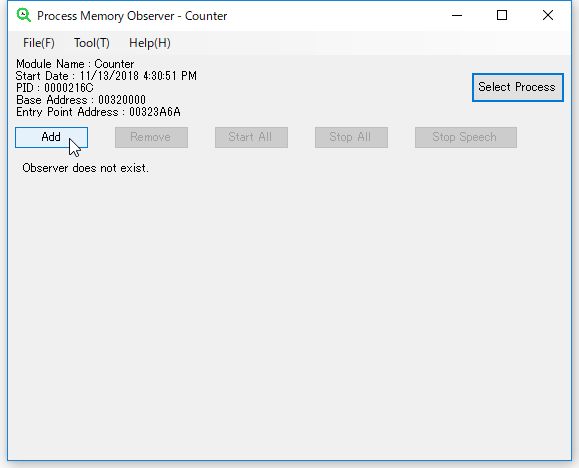 Process Memory Observer - Counter
File(F) Tool(T) Help(H)
Module Name : Counter
Start Date : 11/13/2018 4:30:51 PM
PID : 0000216C
Base Address : 00320000
Entry Point Address : 00323A6A
Select Process
Add Remove Start All Stop All Stop Speech
Observer does not exist.